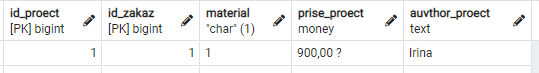 id_proect id_zakaz material prise_proect auvthor_proect
[PK] bigint [PK] bigint "char" (1) money text
1 1 1 900,00 ? Irina